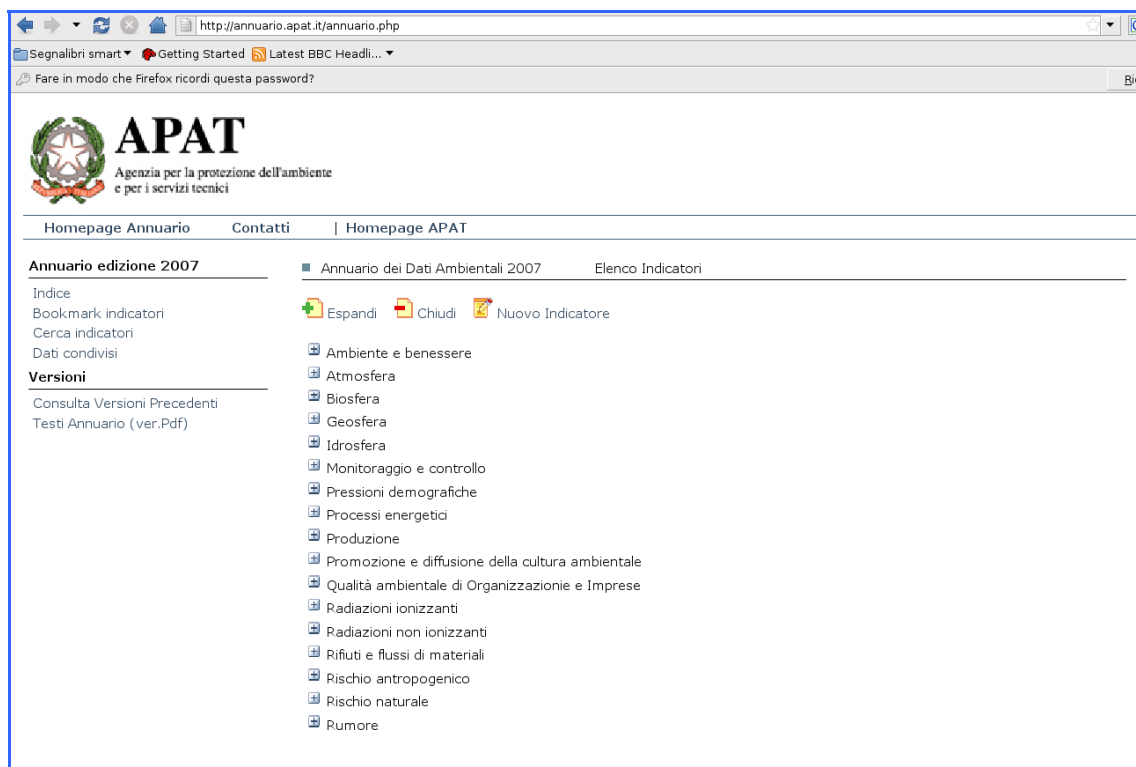 http://annuario.apat.it/annuario.php
Segnalibri smart Getting Started Latest BBC Headli...
Fare in modo che Firefox ricordi questa password?
APAT
Agenzia per la protezione dell'ambiente
e per i servizi tecnici
Homepage Annuario Contatti | Homepage APAT
Annuario edizione 2007
Indice
Bookmark indicatori
Cerca indicatori
Dati condivisi
Versioni
Consulta Versioni Precedenti
Testi Annuario (ver.Pdf)
Annuario dei Dati Ambientali 2007 Elenco Indicatori
Espandi Chiudi Nuovo Indicatore
Ambiente e benessere
Atmosfera
Biosfera
Geosfera
Idrosfera
Monitoraggio e controllo
Pressioni demografiche
Processi energetici
Produzione
Promozione e diffusione della cultura ambientale
Qualità ambientale di Organizzazionie e Imprese
Radiazioni ionizzanti
Radiazioni non ionizzanti
Rifiuti e flussi di materiali
Rischio antropogenico
Rischio naturale
Rumore